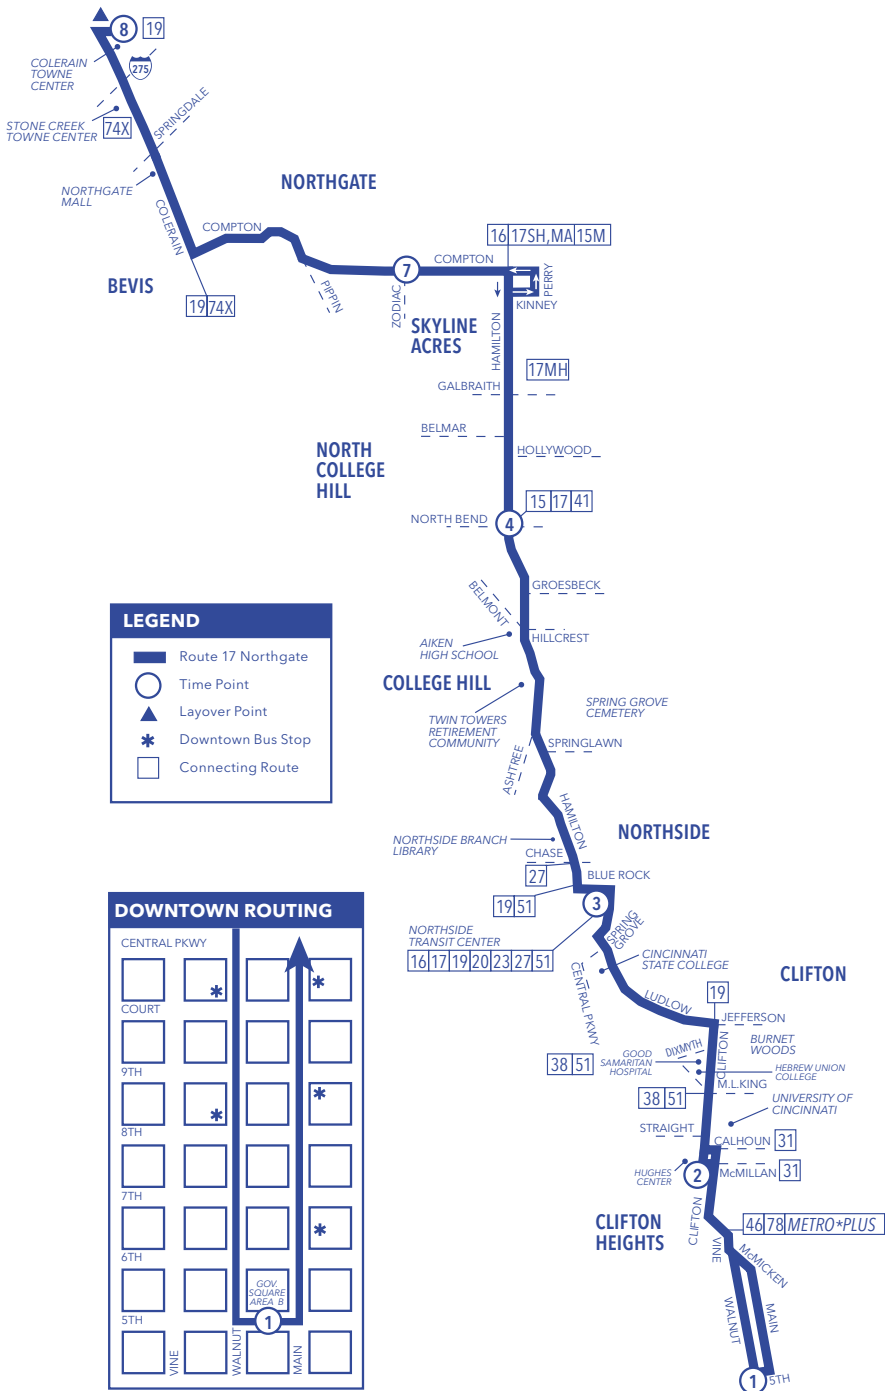 8
19
COLERAIN
TOWNE
CENTER
275
STONE CREEK
TOWNE CENTER
74X
SPRINGDALE
NORTHGATE
MALL
COLERAIN
NORTHGATE
COMPTON
BEVIS
19 74X
PIPPIN
7
ZODIAC
COMPTON
16 17SH,MA 15M
PERRY
KINNEY
SKYLINE
ACRES
HAMILTON
17MH
GALBRAITH
BELMAR
HOLLYWOOD
NORTH
COLLEGE
HILL
15 17 41
NORTH BEND
4
GROESBECK
BELMONT
HILLCREST
AIKEN
HIGH SCHOOL
COLLEGE HILL
SPRING GROVE
CEMETERY
TWIN TOWERS
RETIREMENT
COMMUNITY
SPRINGLAWN
ASHTREE
HAMILTON
NORTHSIDE
NORTHSIDE BRANCH
LIBRARY
CHASE
27
BLUE ROCK
19 51
3
NORTHSIDE
TRANSIT CENTER
16 17 19 20 23 27 51
SPRING
GROVE
CINCINNATI
STATE COLLEGE
CENTRAL PKWY
LUDLOW
CLIFTON
19
JEFFERSON
BURNET
WOODS
CLIFTON
DIXMYTH
38 51
GOOD
SAMARITAN
HOSPITAL
HEBREW UNION
COLLEGE
M.L.KING
38 51
UNIVERSITY OF
CINCINNATI
STRAIGHT
CALHOUN
31
HUGHES
CENTER
2
McMILLAN
31
CLIFTON
CLIFTON
HEIGHTS
46 78 METRO*PLUS
VINE
McMICKEN
WALNUT
MAIN
1
5TH
LEGEND
Route 17 Northgate
Time Point
Layover Point
Downtown Bus Stop
Connecting Route
DOWNTOWN ROUTING
CENTRAL PKWY
COURT
9TH
8TH
7TH
6TH
GOV.
SQUARE
AREA B
5TH
1
VINE
WALNUT
MAIN